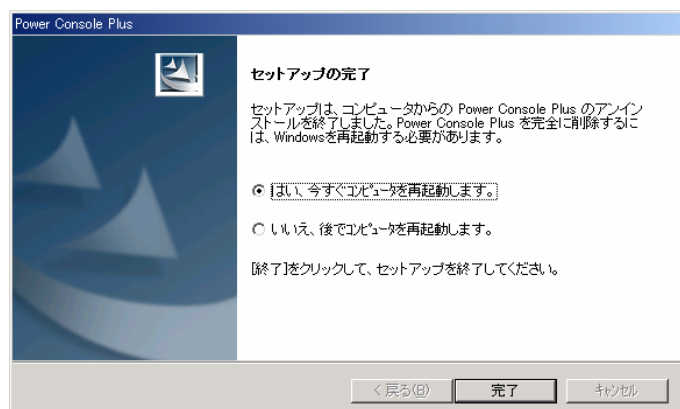 Power Console Plus
セットアップの完了
セットアップは、コンピュータからの Power Console Plus のアンイン
ストールを終了しました。Power Console Plus を完全に削除するに
は、Windowsを再起動する必要があります。
はい、今すぐｺﾝﾋﾟｭｰﾀを再起動します。
いいえ、後でｺﾝﾋﾟｭｰﾀを再起動します。
[終了]をクリックして、セットアップを終了してください。
< 戻る(B)
完了
ｷｬﾝｾﾙ